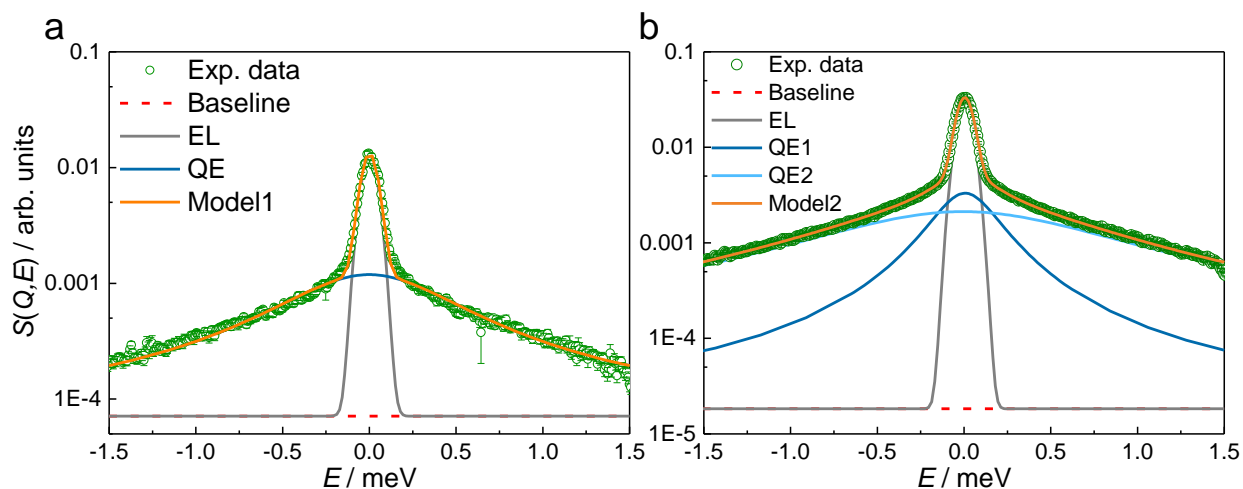 a
S(Q,E) / arb. units
0.1
0.01
0.001
1E-4
Exp. data
Baseline
EL
QE
Model1
-1.5 -1.0 -0.5 0.0 0.5 1.0 1.5
E / meV
b
0.1
0.01
0.001
1E-4
1E-5
Exp. data
Baseline
EL
QE1
QE2
Model2
-1.5 -1.0 -0.5 0.0 0.5 1.0 1.5
E / meV